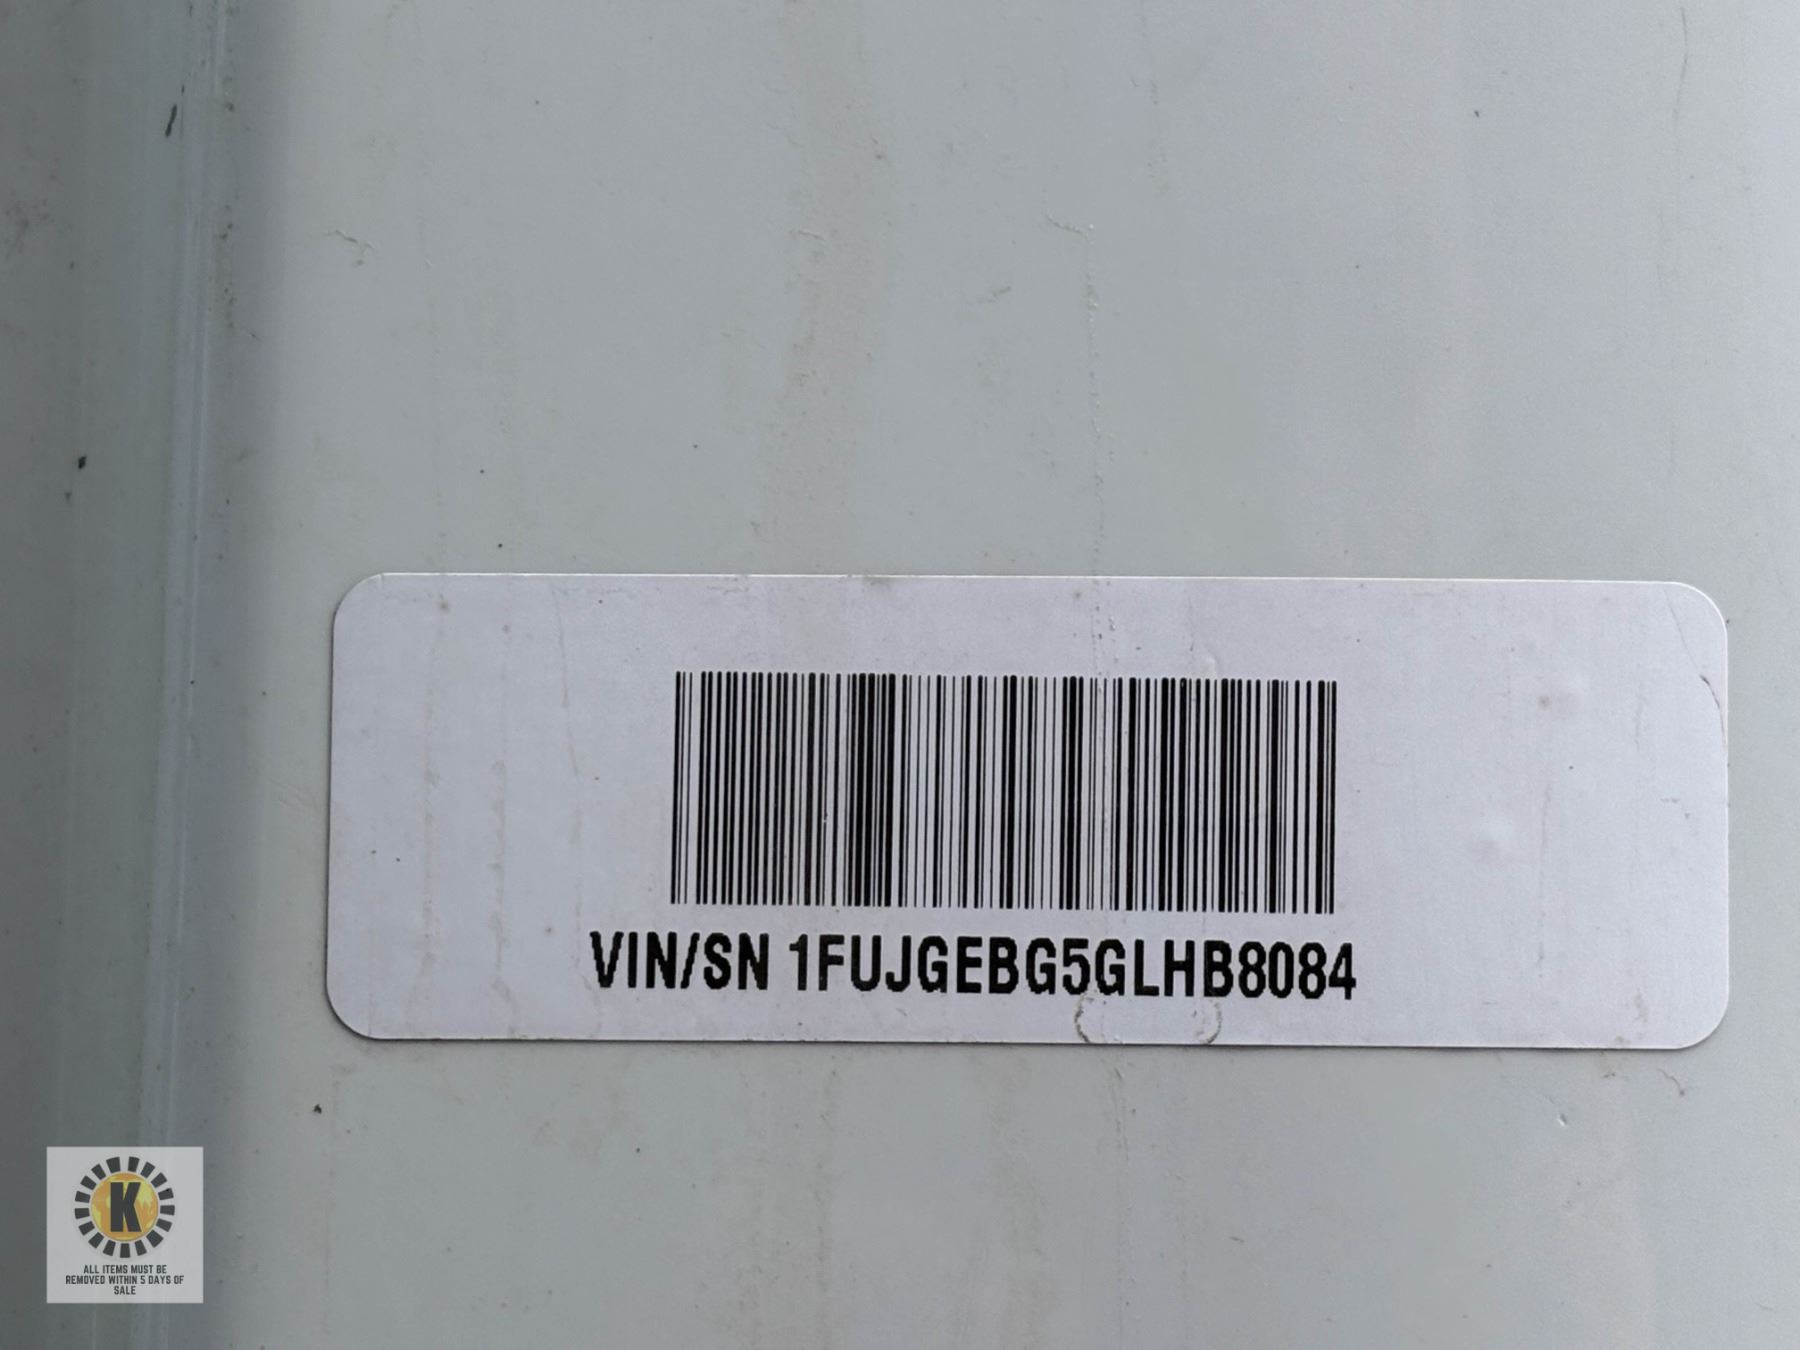 VIN/SN 1FUJGEBG5GLHB8084
K
ALL ITEMS MUST BE
REMOVED WITHIN 5 DAYS OF
SALE